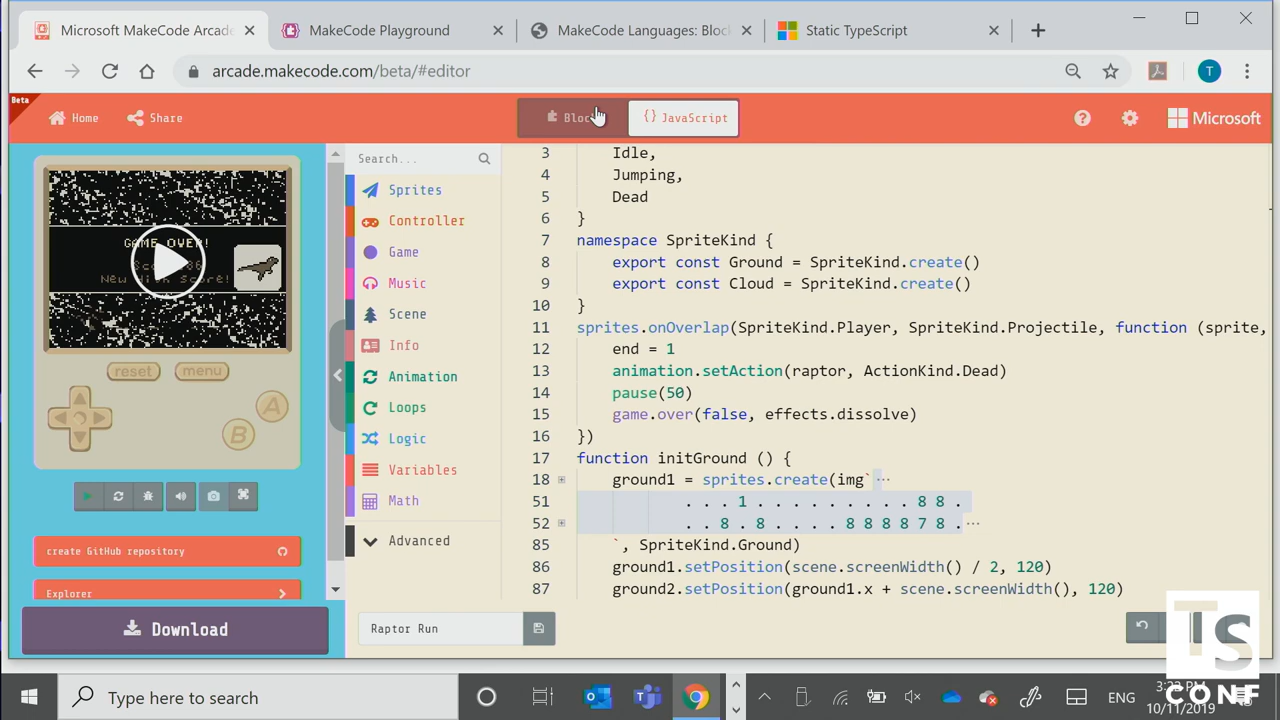 Microsoft MakeCode Arcade
MakeCode Playground
MakeCode Languages: Bloc
Static TypeScript
arcade.makecode.com/beta/#editor
T
Beta
Home
Share
Bloc
{} JavaScript
Microsoft
GAME OVER!
New High Score!
reset
menu
A
B
create GitHub repository
Explorer
Download
Search...
Sprites
Controller
Game
Music
Scene
Info
Animation
Loops
Logic
Variables
Math
Advanced
Raptor Run
3 Idle,
4 Jumping,
5 Dead
6 }
7 namespace SpriteKind {
8 export const Ground = SpriteKind.create()
9 export const Cloud = SpriteKind.create()
10 }
11 sprites.onOverlap(SpriteKind.Player, SpriteKind.Projectile, function (sprite,
12 end = 1
13 animation.setAction(raptor, ActionKind.Dead)
14 pause(50)
15 game.over(false, effects.dissolve)
16 })
17 function initGround () {
18 ground1 = sprites.create(img` ...
51 . . . 1 . . . . . . . . . 8 8 .
52 . . 8 . 8 . . . . 8 8 8 8 7 8 . ...
85 `, SpriteKind.Ground)
86 ground1.setPosition(scene.screenWidth() / 2, 120)
87 ground2.setPosition(ground1.x + scene.screenWidth(), 120)
TS
CONF
Type here to search
ENG
10/11/2019